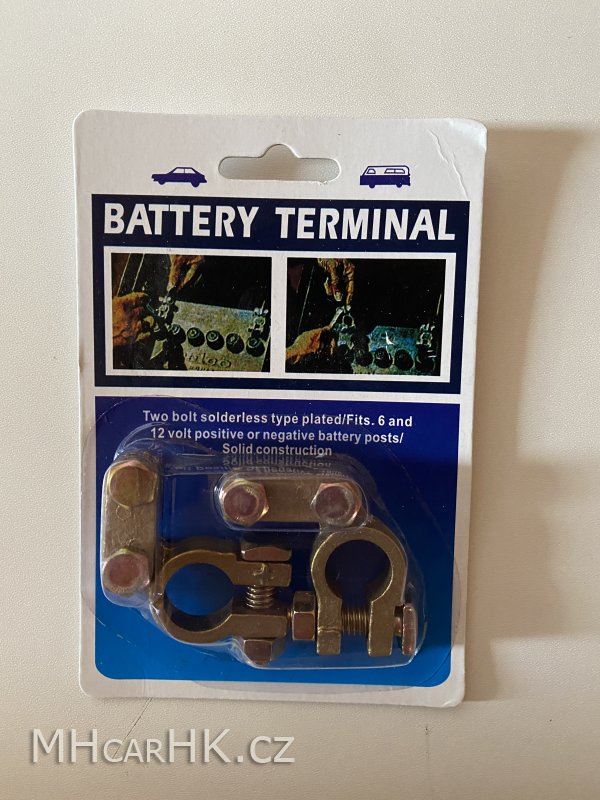 BATTERY TERMINAL
Two bolt solderless type plated/Fits. 6 and
12 volt positive or negative battery posts/
Solid construction
MHCARHK.CZ